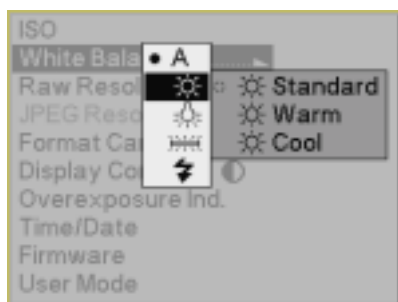 ISO
White Bala
A
Raw Resol
Standard
JPEG Reso
Warm
Format Ca
Cool
Display Co
Overexposure Ind.
Time/Date
Firmware
User Mode